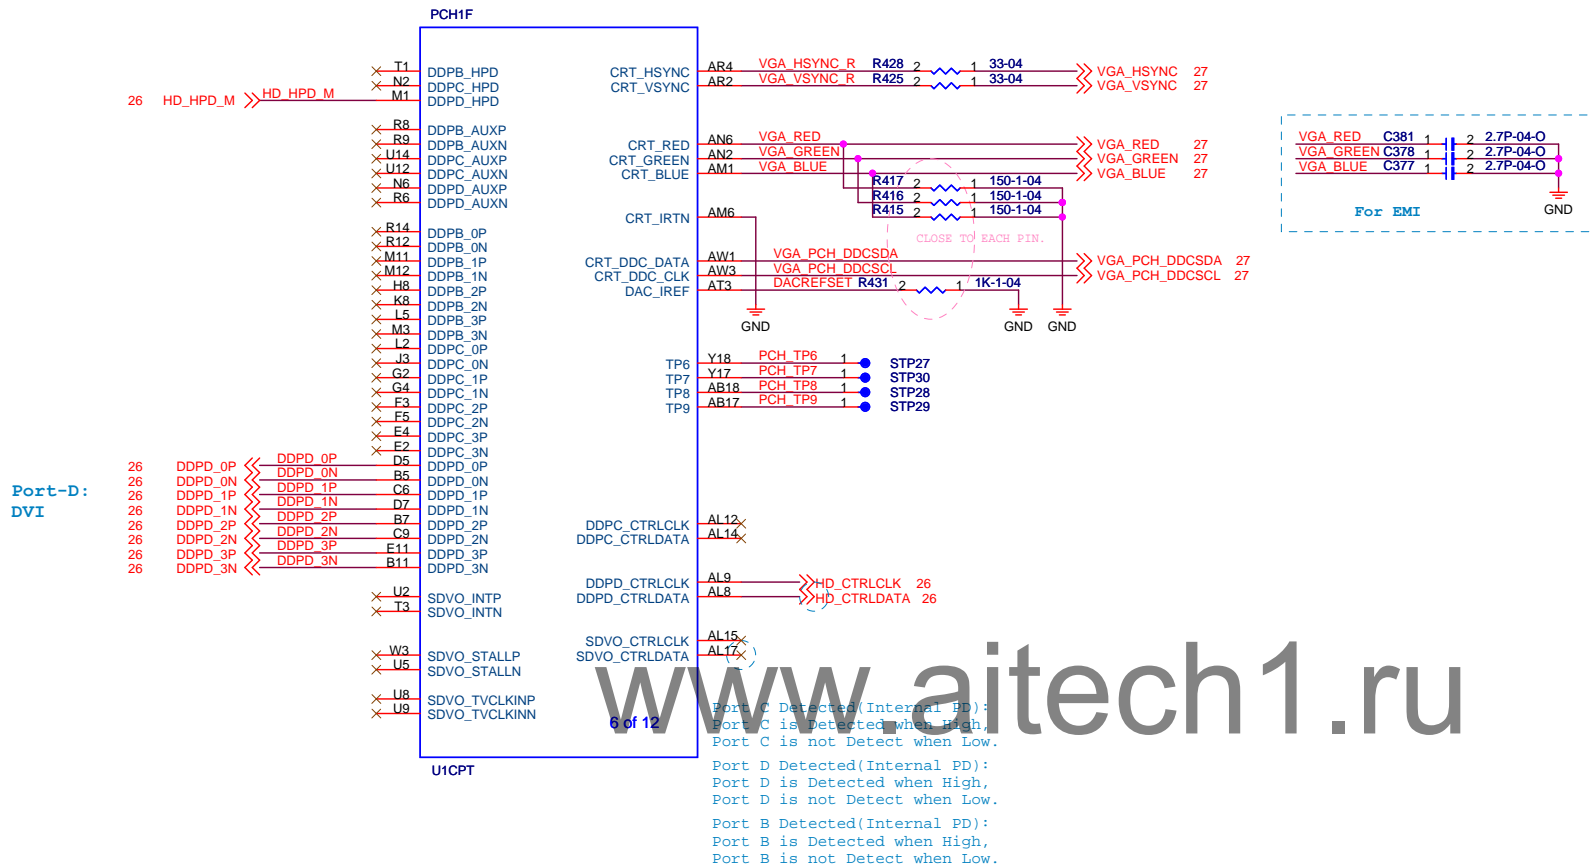 PCH1F
T1 DDPB_HPD
N2 DDPC_HPD
26 HD_HPD_M HD_HPD_M M1 DDPD_HPD
R8 DDPB_AUXP
R9 DDPB_AUXN
U14 DDPC_AUXP
U12 DDPC_AUXN
N6 DDPD_AUXP
R6 DDPD_AUXN
R14 DDPB_0P
R12 DDPB_0N
M11 DDPB_1P
M12 DDPB_1N
H8 DDPB_2P
K8 DDPB_2N
L5 DDPB_3P
M3 DDPB_3N
L2 DDPC_0P
J3 DDPC_0N
G2 DDPC_1P
G4 DDPC_1N
F3 DDPC_2P
F5 DDPC_2N
E4 DDPC_3P
E2 DDPC_3N
Port-D:
DVI
26 DDPD_0P DDPD_0P D5 DDPD_0P
26 DDPD_0N DDPD_0N B5 DDPD_0N
26 DDPD_1P DDPD_1P C6 DDPD_1P
26 DDPD_1N DDPD_1N D7 DDPD_1N
26 DDPD_2P DDPD_2P B7 DDPD_2P
26 DDPD_2N DDPD_2N C9 DDPD_2N
26 DDPD_3P DDPD_3P E11 DDPD_3P
26 DDPD_3N DDPD_3N B11 DDPD_3N
U2 SDVO_INTP
T3 SDVO_INTN
W3 SDVO_STALLP
U5 SDVO_STALLN
U8 SDVO_TVCLKINP
U9 SDVO_TVCLKINN
CRT_HSYNC AR4 VGA_HSYNC_R R428 2 1 33-04 VGA_HSYNC 27
CRT_VSYNC AR2 VGA_VSYNC_R R425 2 1 33-04 VGA_VSYNC 27
CRT_RED AN6 VGA_RED VGA_RED 27
CRT_GREEN AN2 VGA_GREEN VGA_GREEN 27
CRT_BLUE AM1 VGA_BLUE VGA_BLUE 27
R417 2 1 150-1-04
R416 2 1 150-1-04
R415 2 1 150-1-04
CRT_IRTN AM6
CLOSE TO EACH PIN.
CRT_DDC_DATA AW1 VGA_PCH_DDCSDA VGA_PCH_DDCSDA 27
CRT_DDC_CLK AW3 VGA_PCH_DDCSCL VGA_PCH_DDCSCL 27
DAC_IREF AT3 DACREFSET R431 2 1 1K-1-04
GND GND GND
TP6 Y18 PCH_TP6 1 STP27
TP7 Y17 PCH_TP7 1 STP30
TP8 AB18 PCH_TP8 1 STP28
TP9 AB17 PCH_TP9 1 STP29
DDPC_CTRLCLK AL12
DDPC_CTRLDATA AL14
DDPD_CTRLCLK AL9 HD_CTRLCLK 26
DDPD_CTRLDATA AL8 HD_CTRLDATA 26
SDVO_CTRLCLK AL15
SDVO_CTRLDATA AL17
6 of 12
U1CPT
VGA_RED C381 1 2 2.7P-04-O
VGA_GREEN C378 1 2 2.7P-04-O
VGA_BLUE C377 1 2 2.7P-04-O
For EMI
GND
www.aitech1.ru
Port C Detected(Internal PD):
Port C is Detected when High,
Port C is not Detect when Low.
Port D Detected(Internal PD):
Port D is Detected when High,
Port D is not Detect when Low.
Port B Detected(Internal PD):
Port B is Detected when High,
Port B is not Detect when Low.